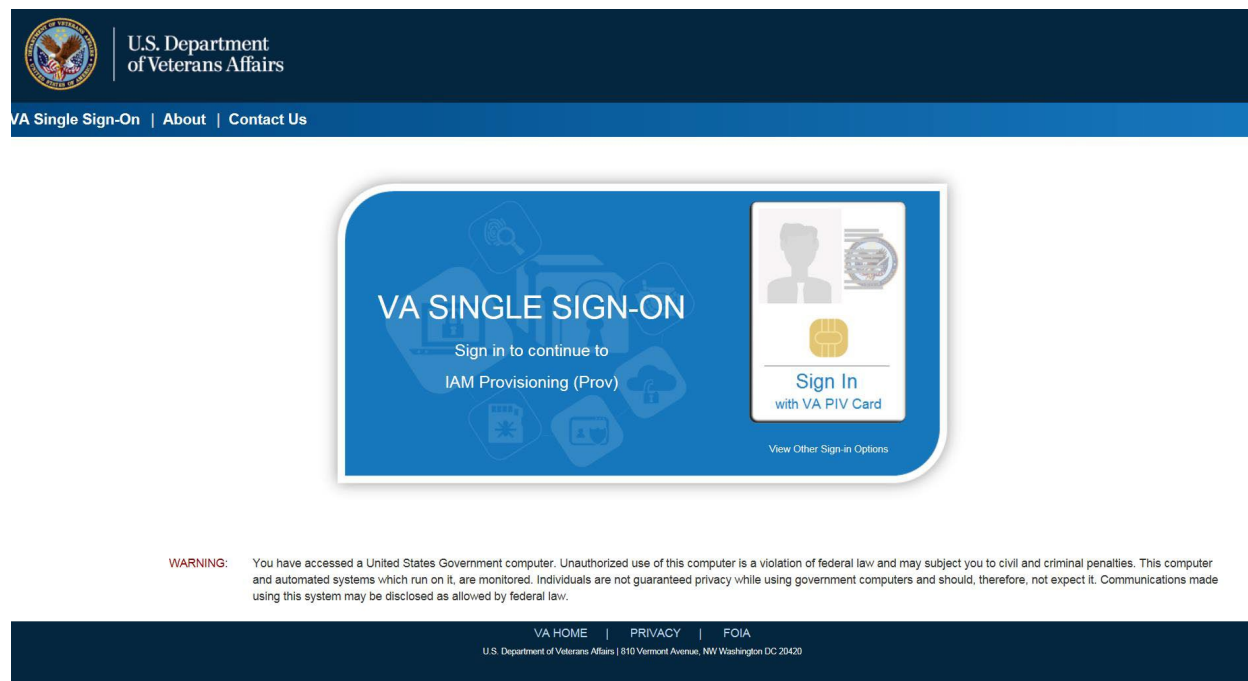 U.S. Department
of Veterans Affairs
VA Single Sign-On | About | Contact Us
VA SINGLE SIGN-ON
Sign in to continue to
IAM Provisioning (Prov)
Sign In
with VA PIV Card
View Other Sign-in Options
WARNING: You have accessed a United States Government computer. Unauthorized use of this computer is a violation of federal law and may subject you to civil and criminal penalties. This computer
and automated systems which run on it, are monitored. Individuals are not guaranteed privacy while using government computers and should, therefore, not expect it. Communications made
using this system may be disclosed as allowed by federal law.
VA HOME | PRIVACY | FOIA
U.S. Department of Veterans Affairs | 810 Vermont Avenue, NW Washington DC 20420